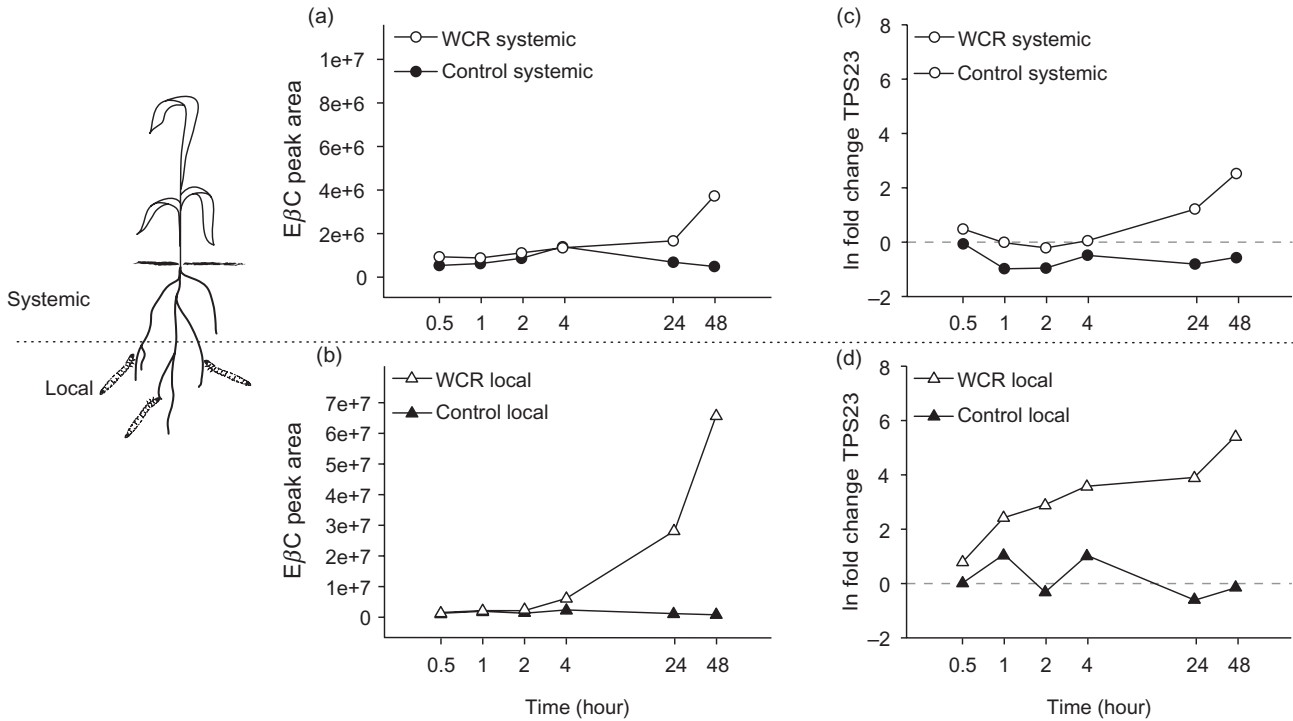 (a)
WCR systemic
Control systemic
EβC peak area
1e+7
8e+6
6e+6
4e+6
2e+6
0
0.5 1 2 4 24 48
(c)
WCR systemic
Control systemic
ln fold change TPS23
8
6
4
2
0
–2
0.5 1 2 4 24 48
Systemic
Local
(b)
WCR local
Control local
EβC peak area
7e+7
6e+7
5e+7
4e+7
3e+7
2e+7
1e+7
0
0.5 1 2 4 24 48
Time (hour)
(d)
WCR local
Control local
ln fold change TPS23
8
6
4
2
0
–2
0.5 1 2 4 24 48
Time (hour)